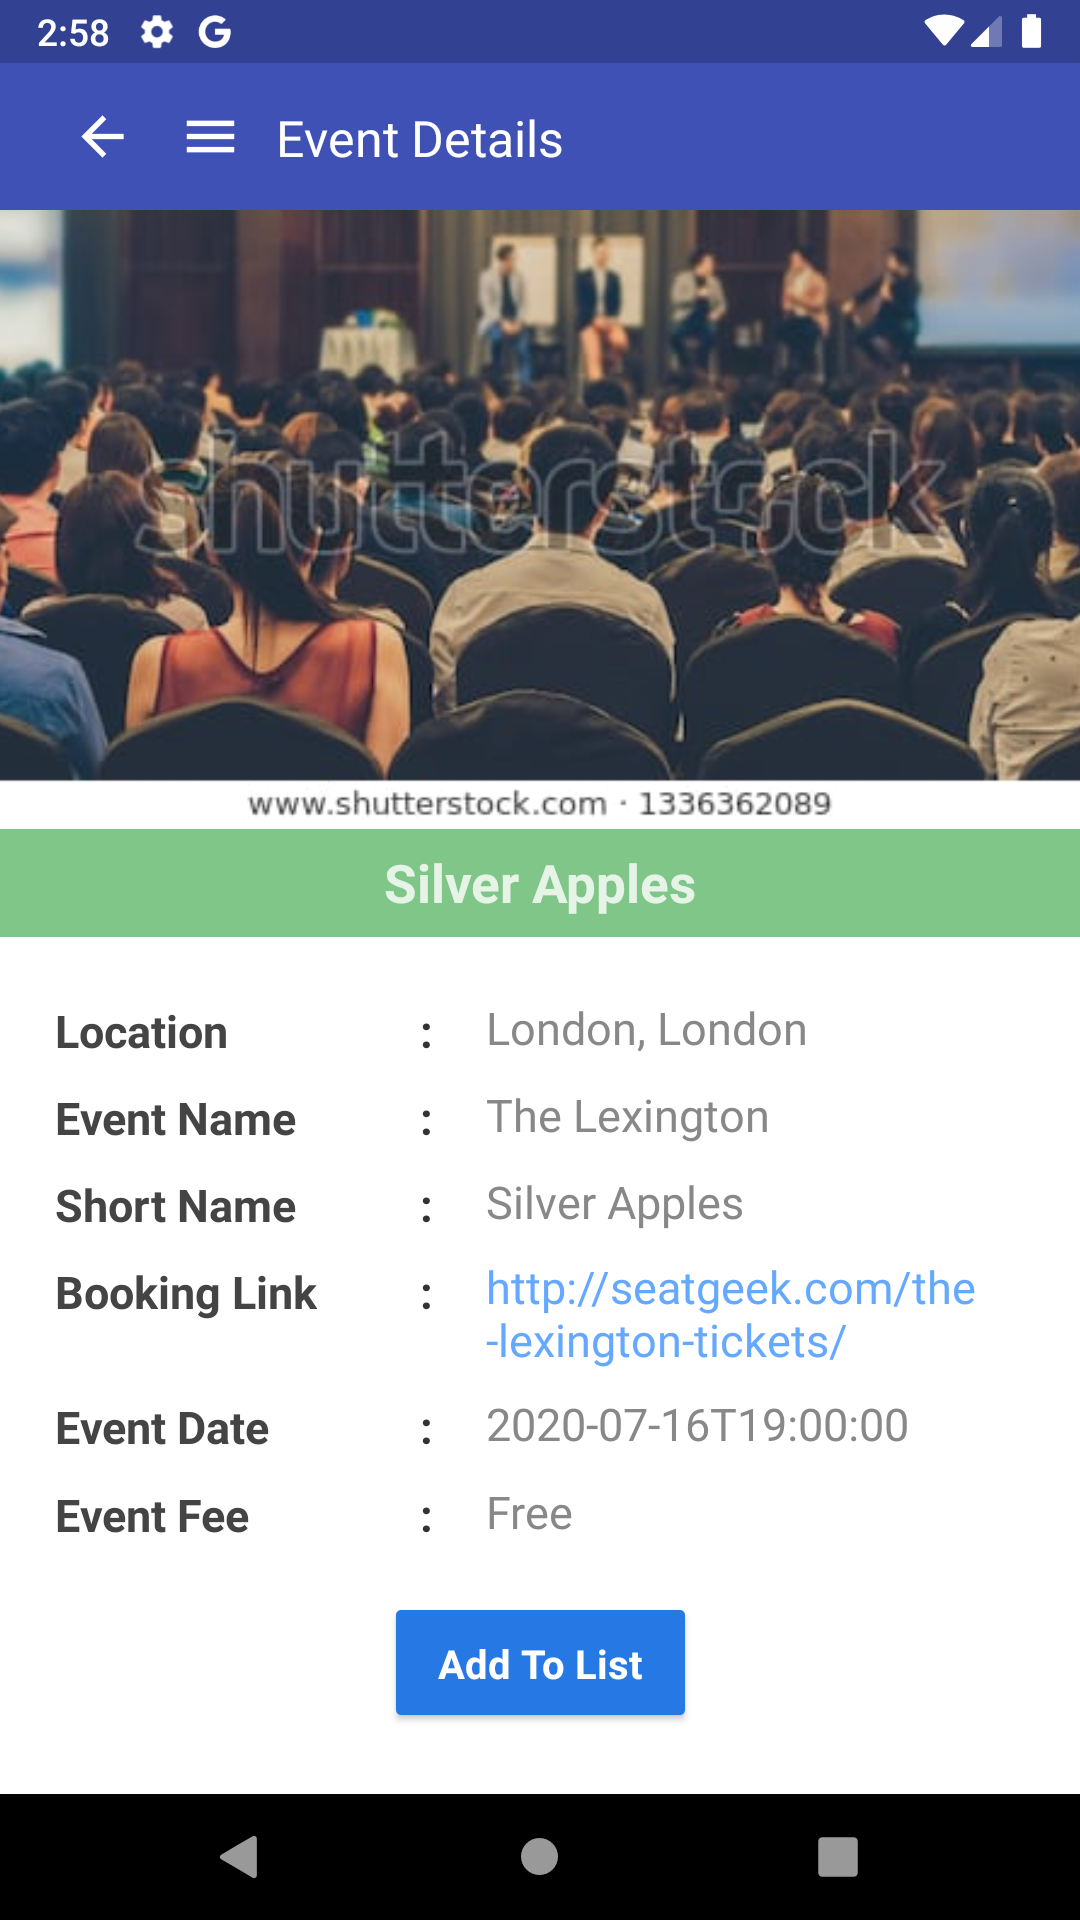 2:58
Event Details
shutterstock
www.shutterstock.com · 1336362089
Silver Apples
Location : London, London
Event Name : The Lexington
Short Name : Silver Apples
Booking Link : http://seatgeek.com/the
-lexington-tickets/
Event Date : 2020-07-16T19:00:00
Event Fee : Free
Add To List